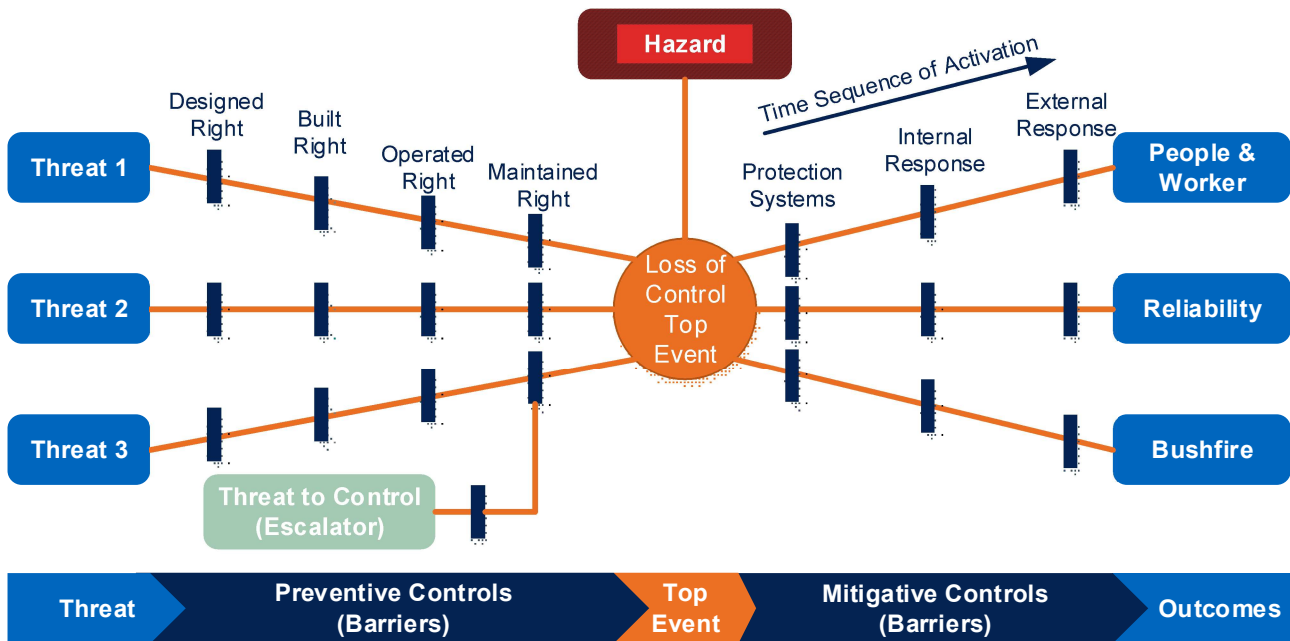 Hazard
Time Sequence of Activation
Designed
Right
Built
Right
Operated
Right
Maintained
Right
Protection
Systems
Internal
Response
External
Response
Threat 1
People &
Worker
Loss of
Control
Top
Event
Threat 2
Reliability
Threat 3
Bushfire
Threat to Control
(Escalator)
Threat
Preventive Controls
(Barriers)
Top
Event
Mitigative Controls
(Barriers)
Outcomes